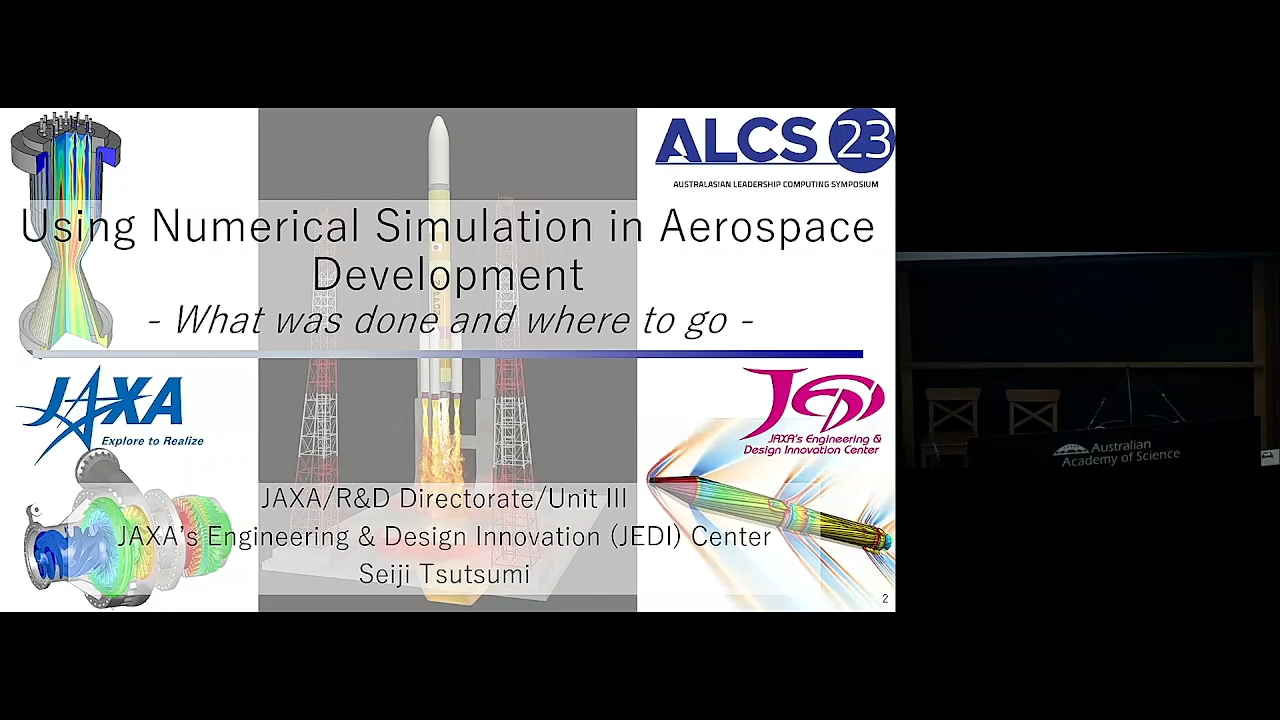 ALCS 23
AUSTRALASIAN LEADERSHIP COMPUTING SYMPOSIUM
Using Numerical Simulation in Aerospace
Development
- What was done and where to go -
JAXA
Explore to Realize
JEDI
JAXA's Engineering &
Design Innovation Center
JAXA/R&D Directorate/Unit III
JAXA's Engineering & Design Innovation (JEDI) Center
Seiji Tsutsumi
2
Australian
Academy of Science